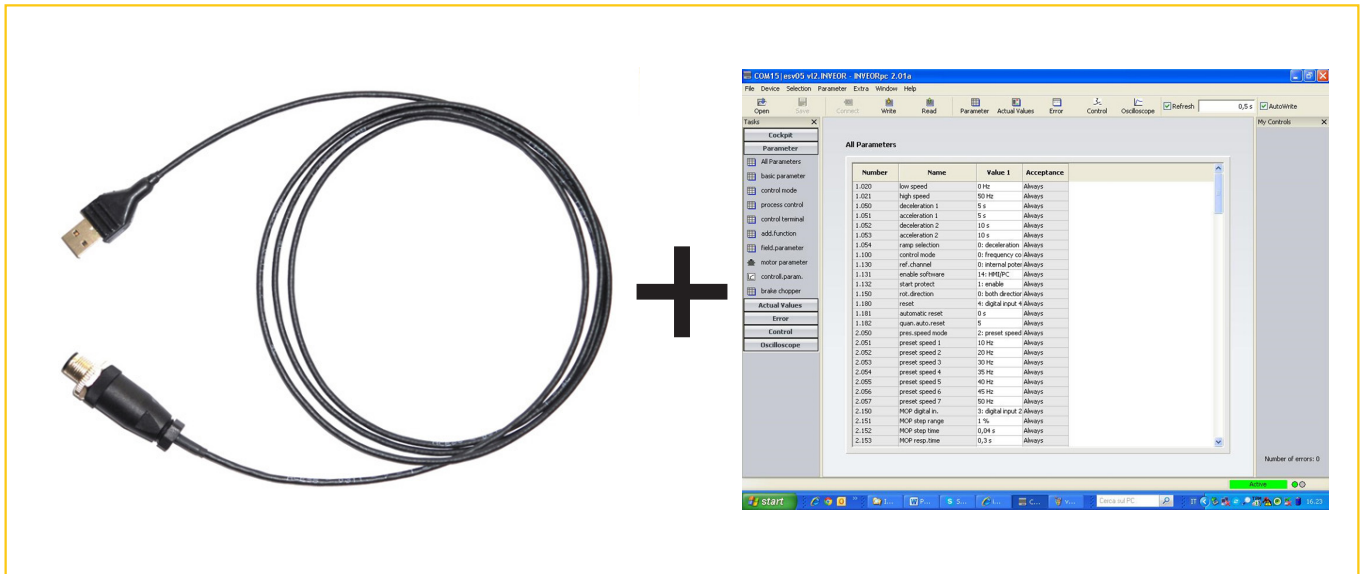 COM15|esv05 vl2.INVEOR - INVEORpc 2.01a
File Device Selection Parameter Extra Window Help
Open Save Connect Write Read Parameter Actual Values Error Control Oscilloscope Refresh 0,5 s AutoWrite
Tasks X
My Controls X
Cockpit
Parameter
All Parameters
basic parameter
control mode
process control
control terminal
add.function
field.parameter
motor parameter
controll.param.
brake chopper
Actual Values
Error
Control
Oscilloscope
All Parameters
Number Name Value 1 Acceptance
1.020 low speed 0 Hz Always
1.021 high speed 50 Hz Always
1.050 deceleration 1 5 s Always
1.051 acceleration 1 5 s Always
1.052 deceleration 2 10 s Always
1.053 acceleration 2 10 s Always
1.054 ramp selection 0: deceleration Always
1.100 control mode 0: frequency co Always
1.130 ref.channel 0: internal poter Always
1.131 enable software 14: HMI/PC Always
1.132 start protect 1: enable Always
1.150 rot.direction 0: both direction Always
1.180 reset 4: digital input 4 Always
1.181 automatic reset 0 s Always
1.182 quan.auto.reset 5 Always
2.050 pres.speed mode 2: preset speed Always
2.051 preset speed 1 10 Hz Always
2.052 preset speed 2 20 Hz Always
2.053 preset speed 3 30 Hz Always
2.054 preset speed 4 35 Hz Always
2.055 preset speed 5 40 Hz Always
2.056 preset speed 6 45 Hz Always
2.057 preset speed 7 50 Hz Always
2.150 MOP digital in. 3: digital input 2 Always
2.151 MOP step range 1 % Always
2.152 MOP step time 0,04 s Always
2.153 MOP resp.time 0,3 s Always
Number of errors: 0
Active
start I... P... S S... C... v... Cerca sul PC IT 16.23